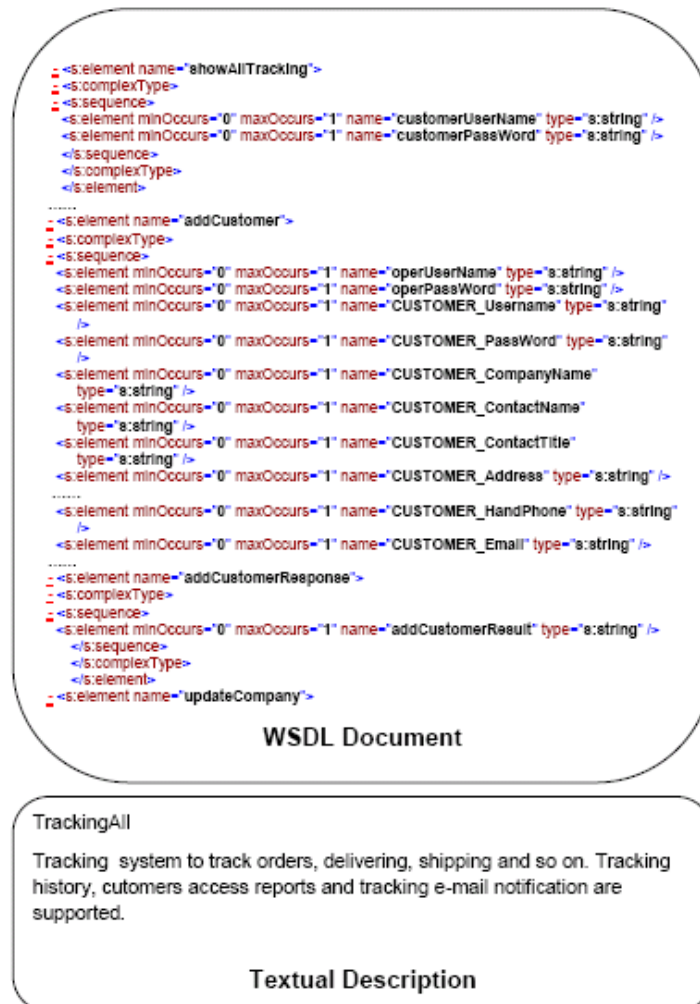 - <s:element name="showAllTracking">
- <s:complexType>
- <s:sequence>
<s:element minOccurs="0" maxOccurs="1" name="customerUserName" type="s:string" />
<s:element minOccurs="0" maxOccurs="1" name="customerPassWord" type="s:string" />
</s:sequence>
</s:complexType>
</s:element>
......
- <s:element name="addCustomer">
- <s:complexType>
- <s:sequence>
<s:element minOccurs="0" maxOccurs="1" name="operUserName" type="s:string" />
<s:element minOccurs="0" maxOccurs="1" name="operPassWord" type="s:string" />
<s:element minOccurs="0" maxOccurs="1" name="CUSTOMER_Username" type="s:string"
/>
<s:element minOccurs="0" maxOccurs="1" name="CUSTOMER_PassWord" type="s:string"
/>
<s:element minOccurs="0" maxOccurs="1" name="CUSTOMER_CompanyName"
type="s:string" />
<s:element minOccurs="0" maxOccurs="1" name="CUSTOMER_ContactName"
type="s:string" />
<s:element minOccurs="0" maxOccurs="1" name="CUSTOMER_ContactTitle"
type="s:string" />
<s:element minOccurs="0" maxOccurs="1" name="CUSTOMER_Address" type="s:string" />
......
<s:element minOccurs="0" maxOccurs="1" name="CUSTOMER_HandPhone" type="s:string"
/>
<s:element minOccurs="0" maxOccurs="1" name="CUSTOMER_Email" type="s:string" />
......
- <s:element name="addCustomerResponse">
- <s:complexType>
- <s:sequence>
<s:element minOccurs="0" maxOccurs="1" name="addCustomerResult" type="s:string" />
</s:sequence>
</s:complexType>
</s:element>
- <s:element name="updateCompany">
WSDL Document
TrackingAll
Tracking system to track orders, delivering, shipping and so on. Tracking
history, cutomers access reports and tracking e-mail notification are
supported.
Textual Description